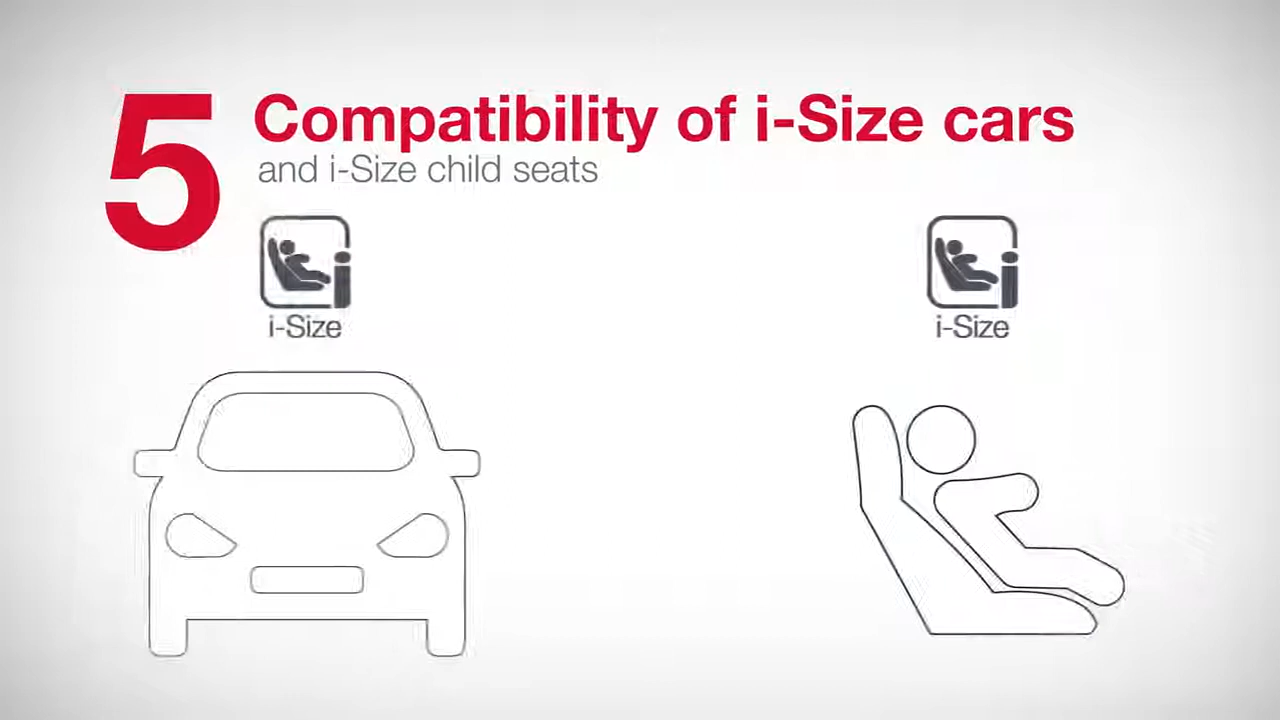 5
Compatibility of i-Size cars
and i-Size child seats
i-Size
i-Size